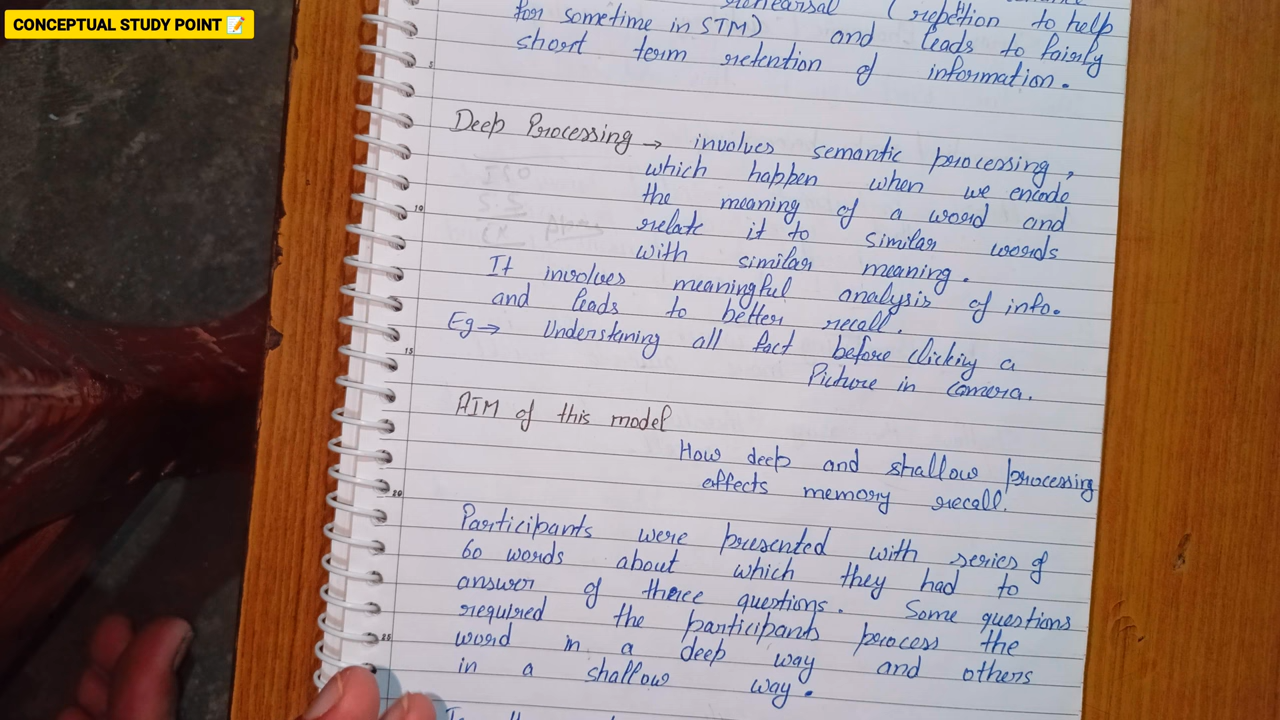 CONCEPTUAL STUDY POINT 📝
rehearsal ( repetion to help
for sometime in STM) and leads to fairly
short term retention of information.
Deep Processing → involves semantic processing,
which happen when we encode
the meaning of a word and
relate it to similar words
with similar meaning.
It involves meaningful analysis of info.
and leads to better recall.
Eg→ Understaning all fact before clicking a
Picture in Camera.
AIM of this model
How deep and shallow processing
affects memory recall.
Participants were presented with series of
60 words about which they had to
answer of there questions. Some questions
required the participants process the
word in a deep way and others
in a shallow way.